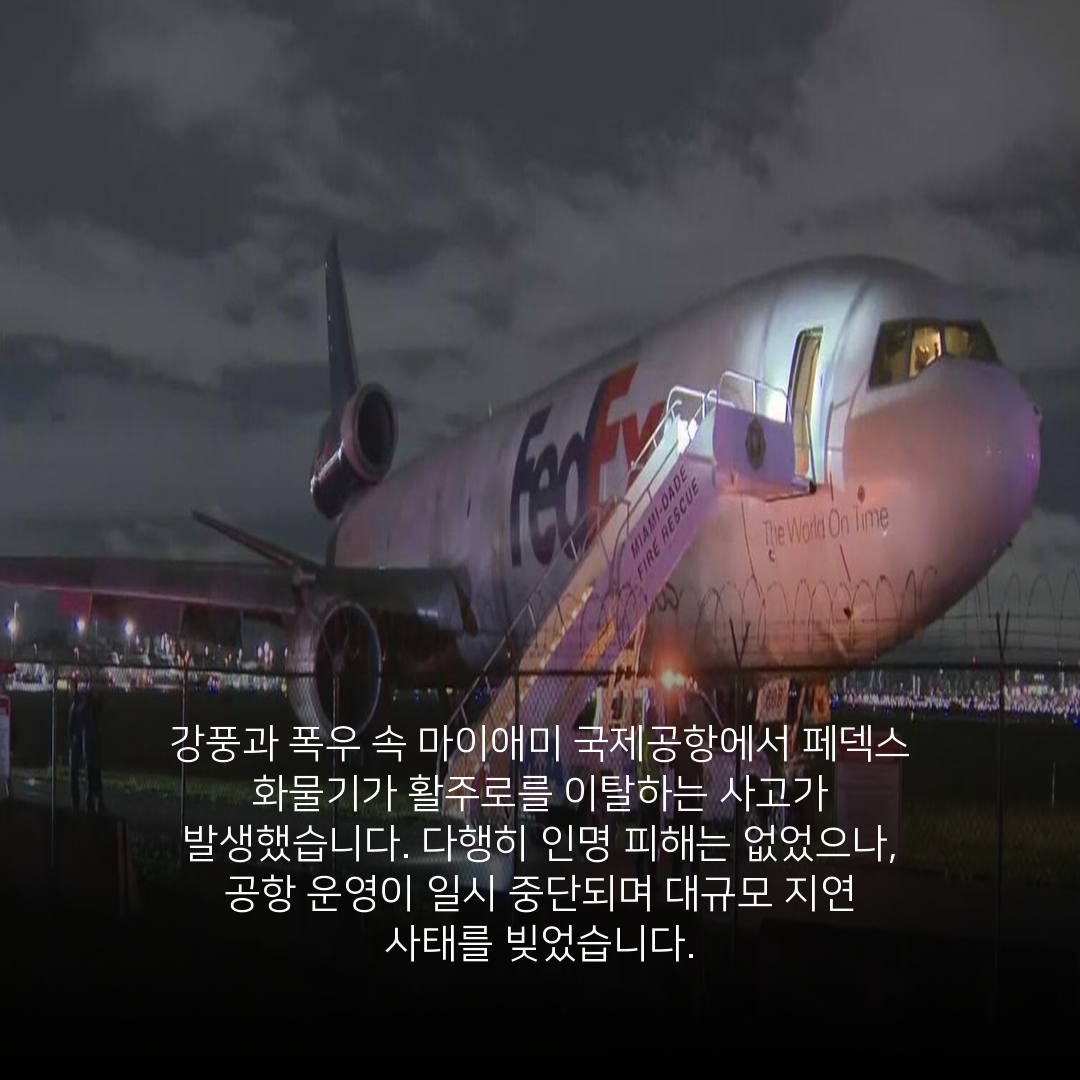 FedEx
MIAMI-DADE
FIRE RESCUE
The World On Time
강풍과 폭우 속 마이애미 국제공항에서 페덱스
화물기가 활주로를 이탈하는 사고가
발생했습니다. 다행히 인명 피해는 없었으나,
공항 운영이 일시 중단되며 대규모 지연
사태를 빚었습니다.